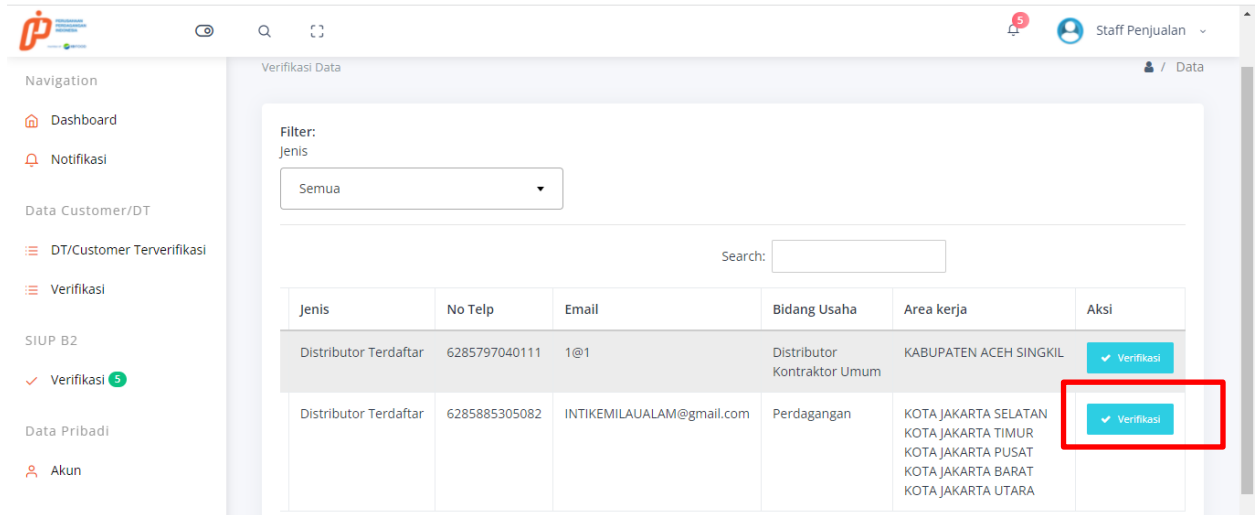 5
Staff Penjualan
Navigation
Dashboard
Notifikasi
Data Customer/DT
DT/Customer Terverifikasi
Verifikasi
SIUP B2
Verifikasi 5
Data Pribadi
Akun
Verifikasi Data
/ Data
Filter:
Jenis
Semua
Search:
Jenis No Telp Email Bidang Usaha Area kerja Aksi
Distributor Terdaftar 6285797040111 1@1 Distributor KABUPATEN ACEH SINGKIL Verifikasi
Kontraktor Umum
Distributor Terdaftar 6285885305082 INTIKEMILAUALAM@gmail.com Perdagangan KOTA JAKARTA SELATAN Verifikasi
KOTA JAKARTA TIMUR
KOTA JAKARTA PUSAT
KOTA JAKARTA BARAT
KOTA JAKARTA UTARA